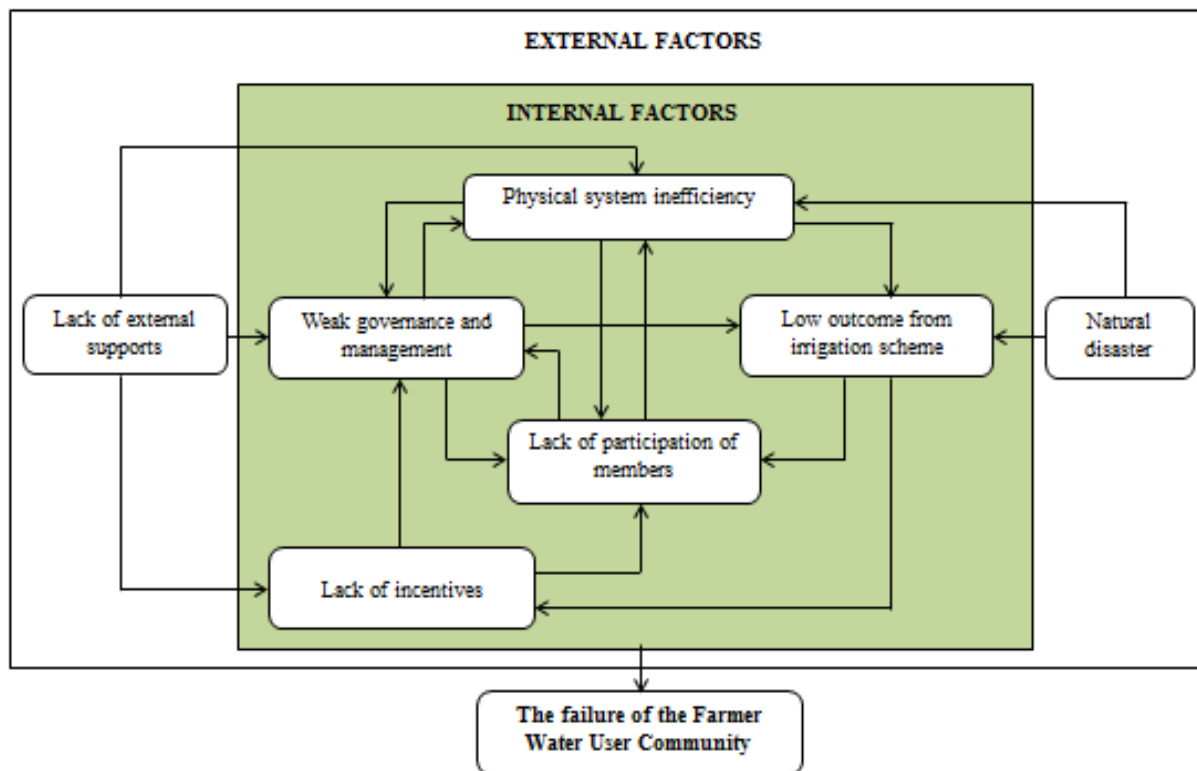 EXTERNAL FACTORS
INTERNAL FACTORS
Physical system inefficiency
Lack of external
supports
Weak governance and
management
Low outcome from
irrigation scheme
Natural
disaster
Lack of participation of
members
Lack of incentives
The failure of the Farmer
Water User Community